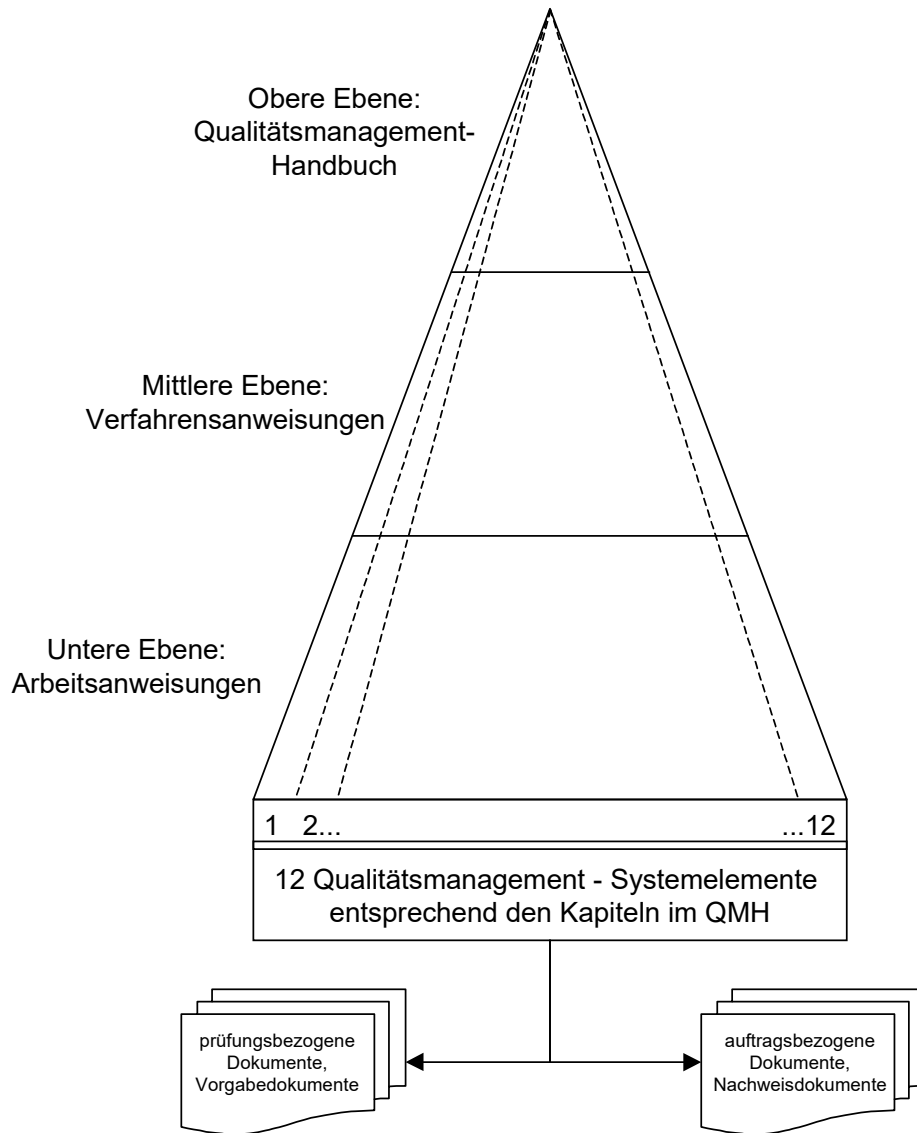 Obere Ebene:
Qualitätsmanagement-
Handbuch
Mittlere Ebene:
Verfahrensanweisungen
Untere Ebene:
Arbeitsanweisungen
1 2... ...12
12 Qualitätsmanagement - Systemelemente
entsprechend den Kapiteln im QMH
prüfungsbezogene
Dokumente,
Vorgabedokumente
auftragsbezogene
Dokumente,
Nachweisdokumente